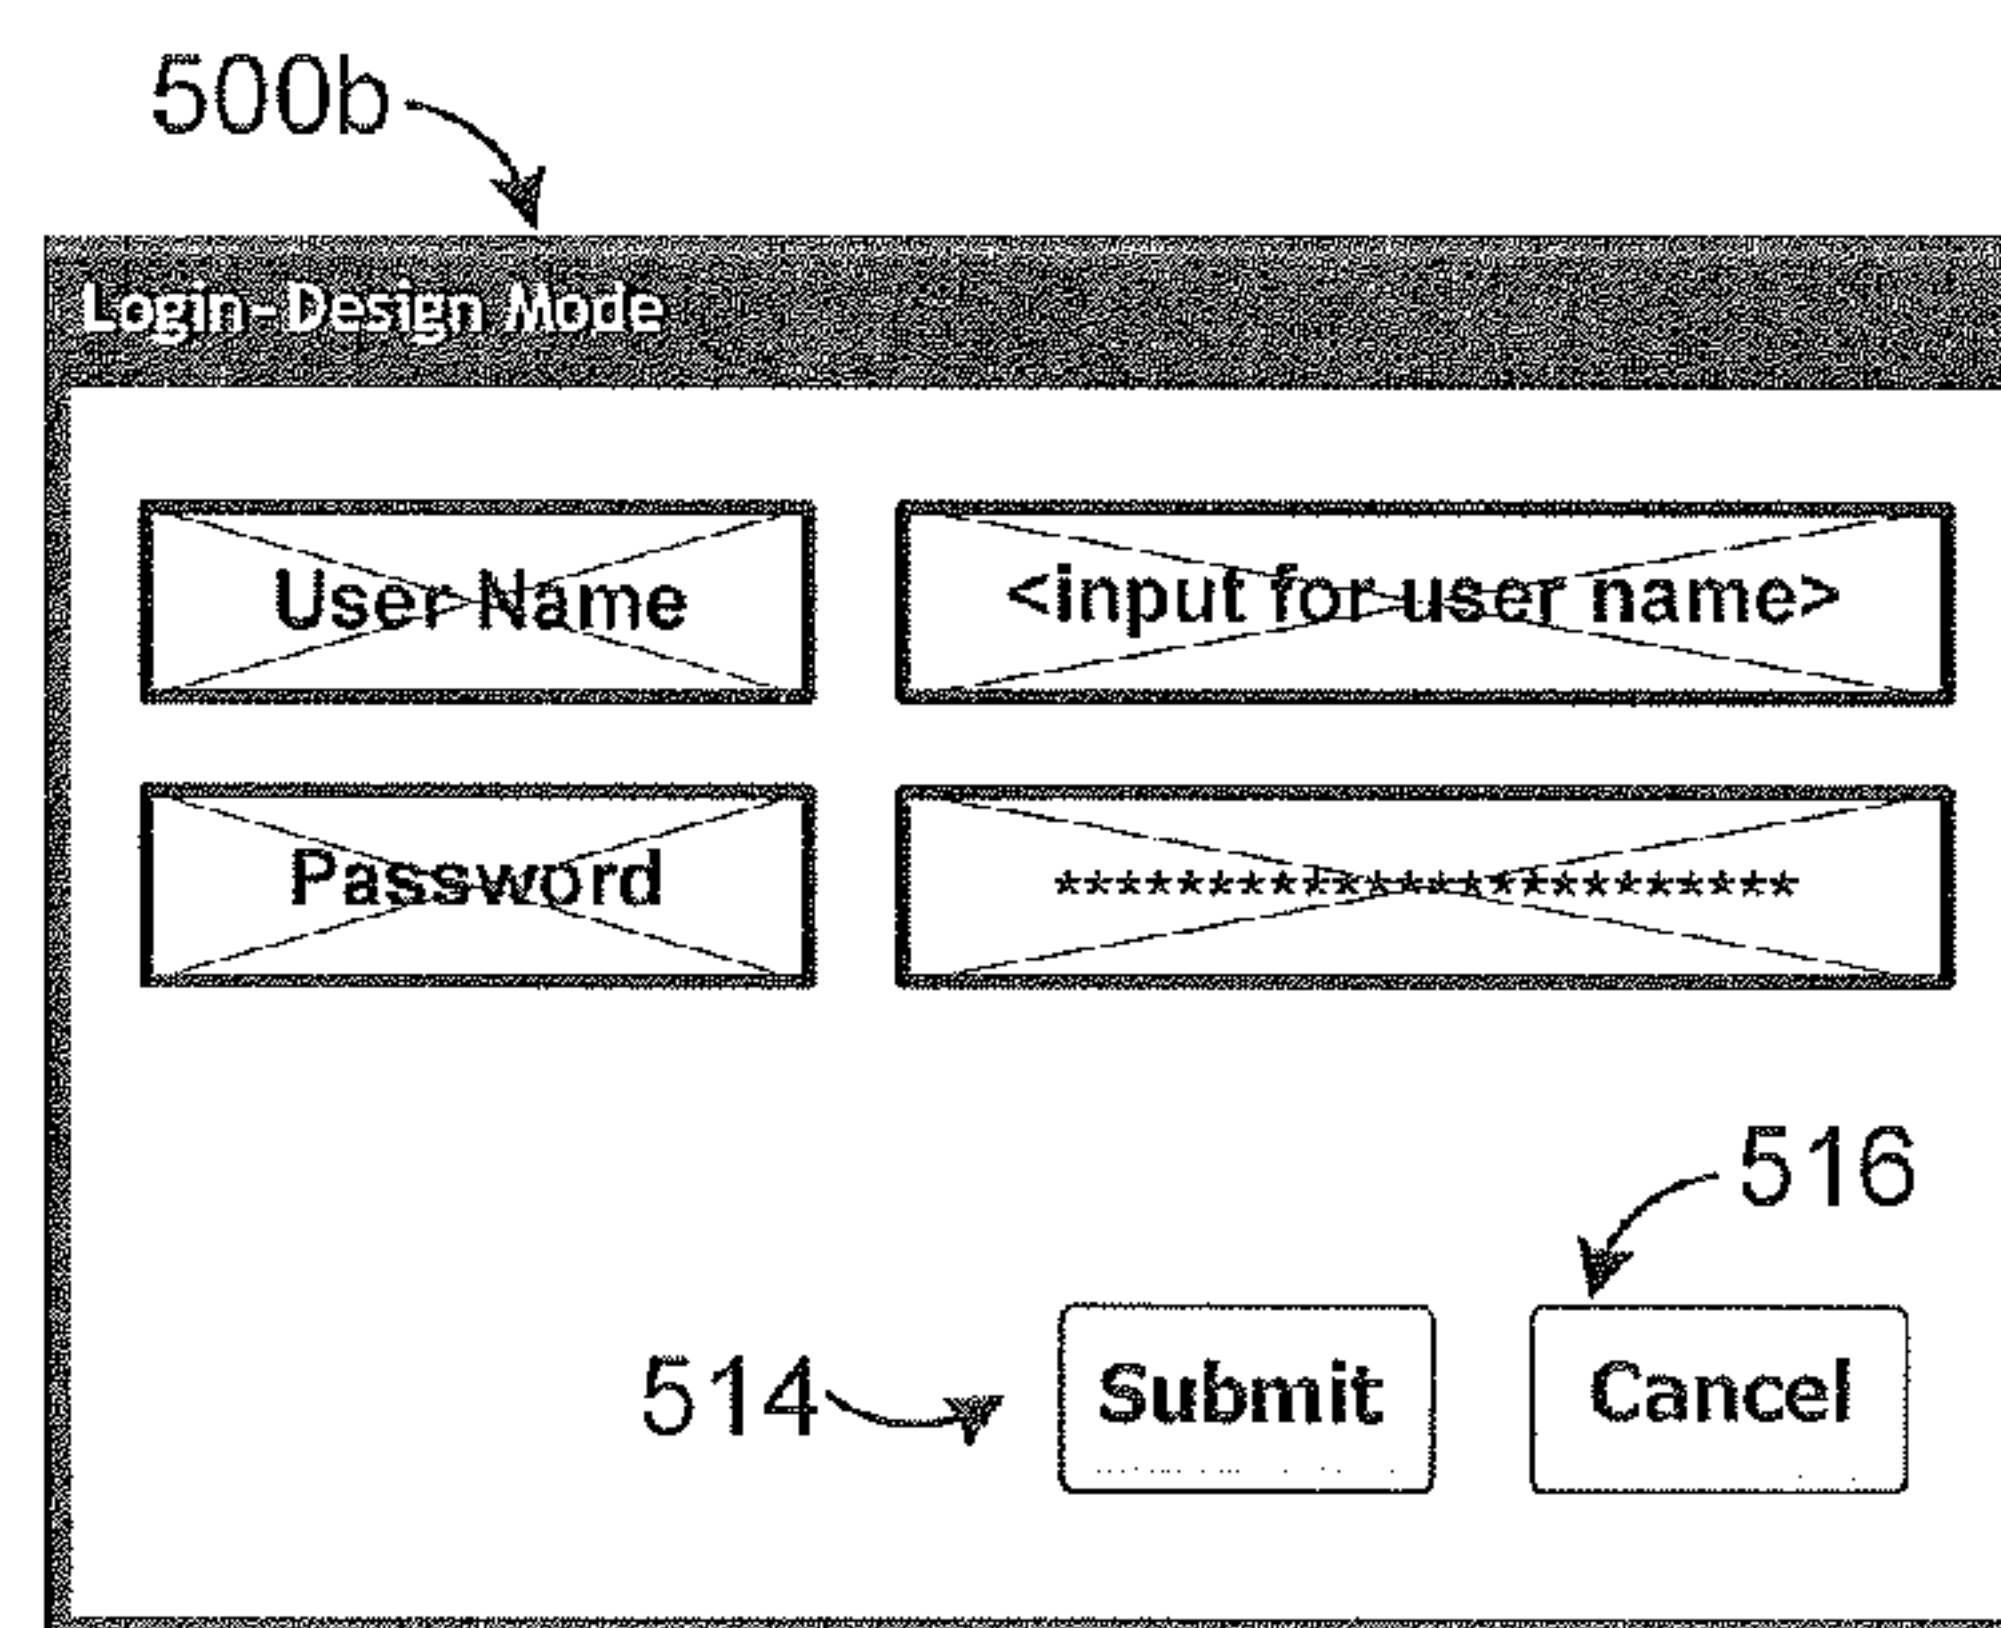 500b
Login-Design Mode
User Name <input for user name>
Password *************************
516
514 Submit Cancel